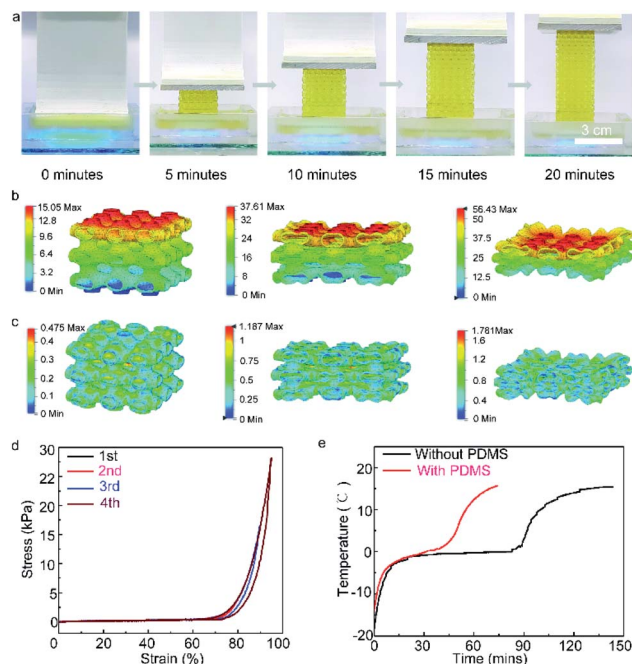 a
3 cm
0 minutes 5 minutes 10 minutes 15 minutes 20 minutes
b
15.05 Max
12.8
9.6
6.4
3.2
0 Min
37.61 Max
32
24
16
8
0 Min
56.43 Max
50
37.5
25
12.5
0 Min
c
0.475 Max
0.4
0.3
0.2
0.1
0 Min
1.187 Max
1
0.75
0.5
0.25
0 Min
1.781Max
1.6
1.2
0.8
0.4
0 Min
d
Stress (kPa)
30
22
15
8
0
1st
2nd
3rd
4th
0 20 40 60 80 100
Strain (%)
e
Temperature (℃)
20
10
0
-10
-20
Without PDMS
With PDMS
0 30 60 90 120 150
Time (mins)